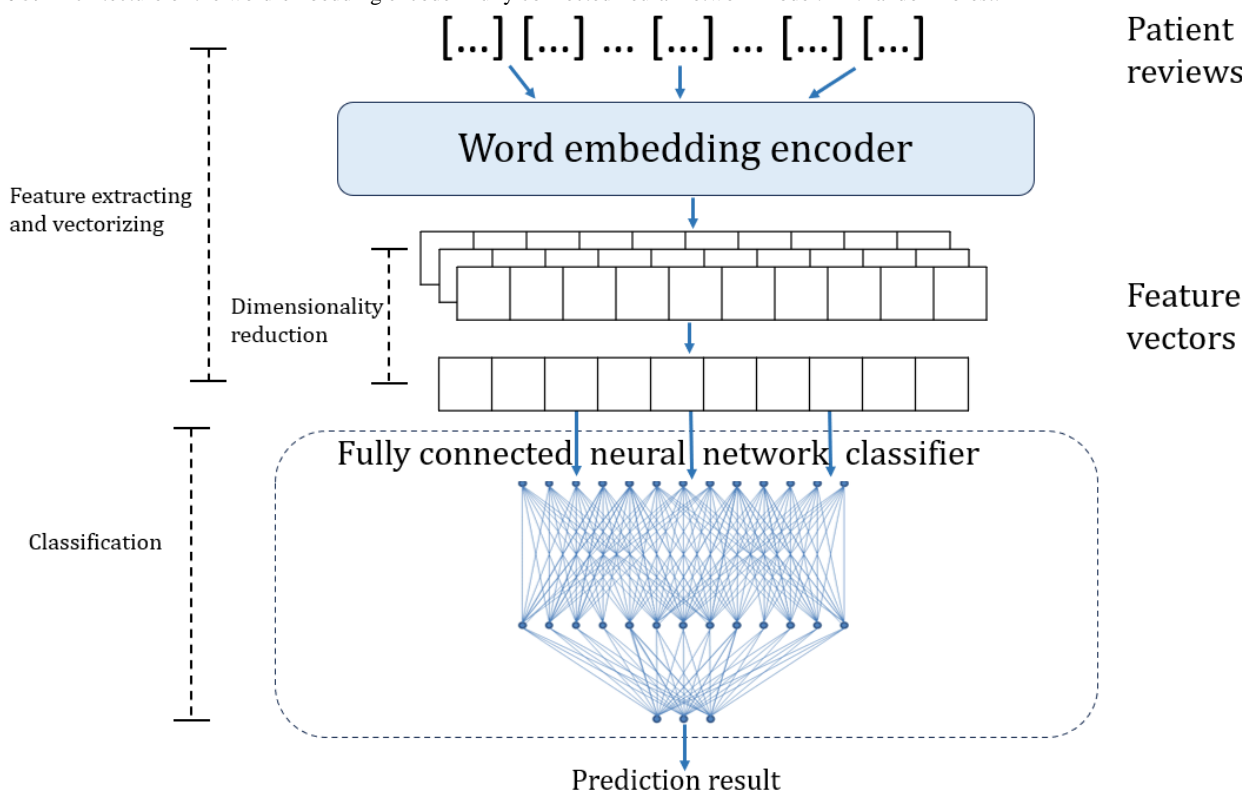 [...] [...] ... [...] ... [...] [...]
Patient
reviews
Word embedding encoder
Feature extracting
and vectorizing
Dimensionality
reduction
Feature
vectors
Fully connected neural network classifier
Classification
Prediction result